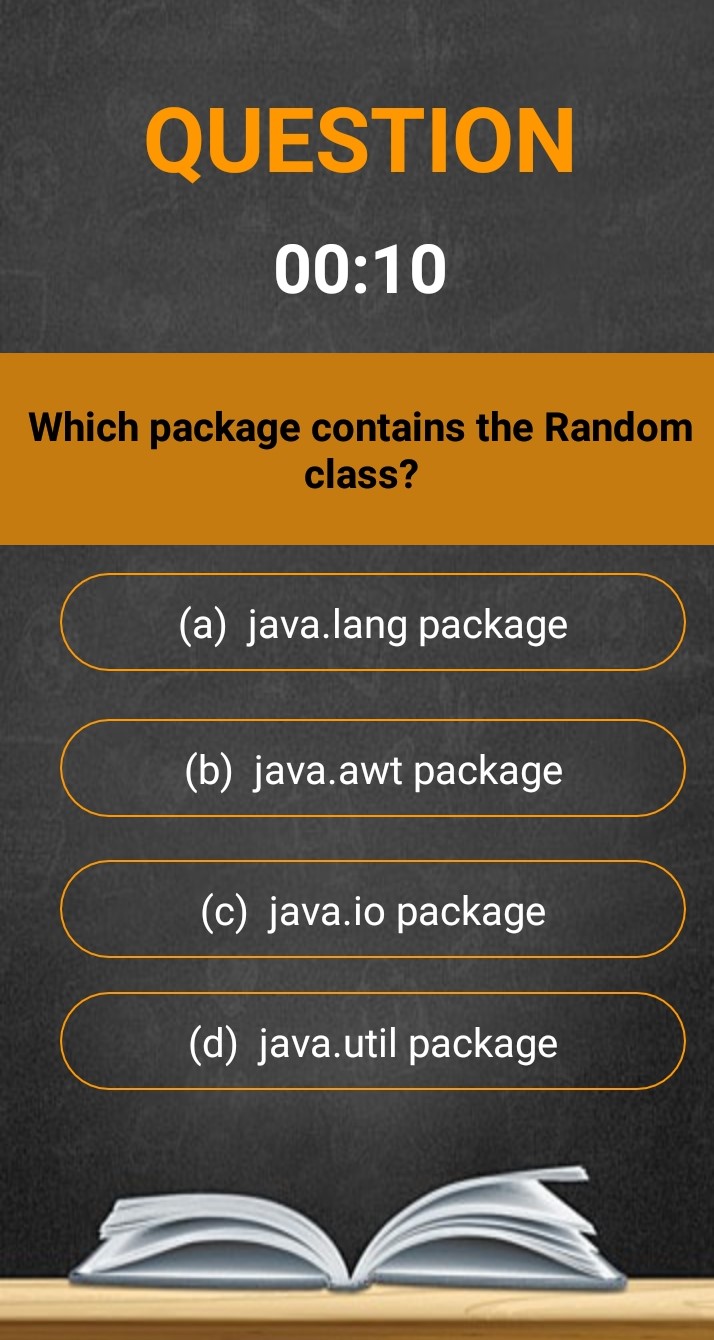 QUESTION
00:10
Which package contains the Random
class?
(a) java.lang package
(b) java.awt package
(c) java.io package
(d) java.util package